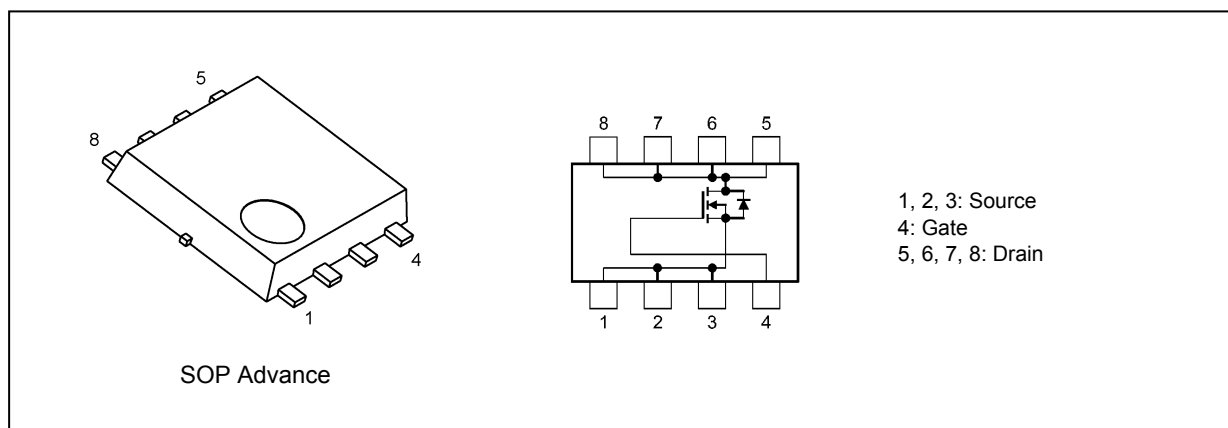 5
8
4
1
SOP Advance
8 7 6 5
1 2 3 4
1, 2, 3: Source
4: Gate
5, 6, 7, 8: Drain